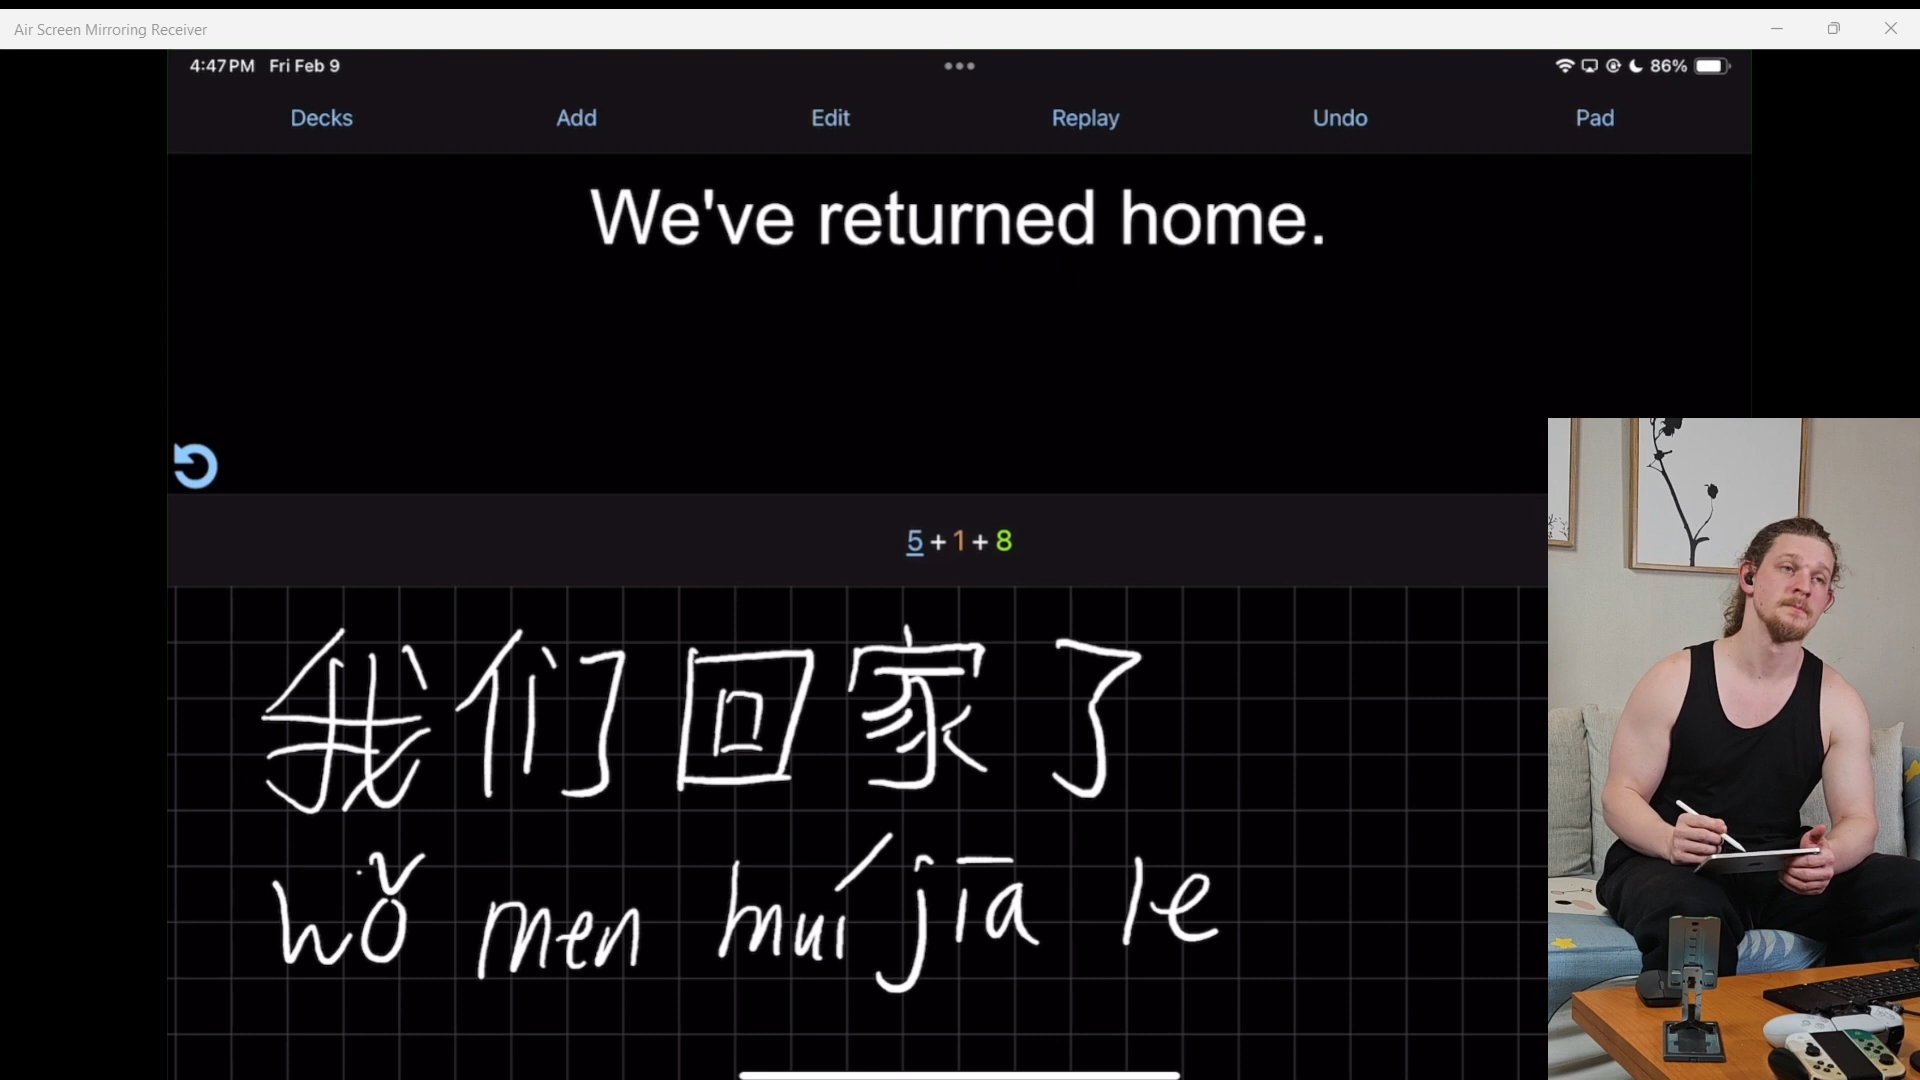 Air Screen Mirroring Receiver
4:47 PM Fri Feb 9 86%
Decks Add Edit Replay Undo Pad
We've returned home.
5+1+8
我们回家了
wǒ men huí jiā le